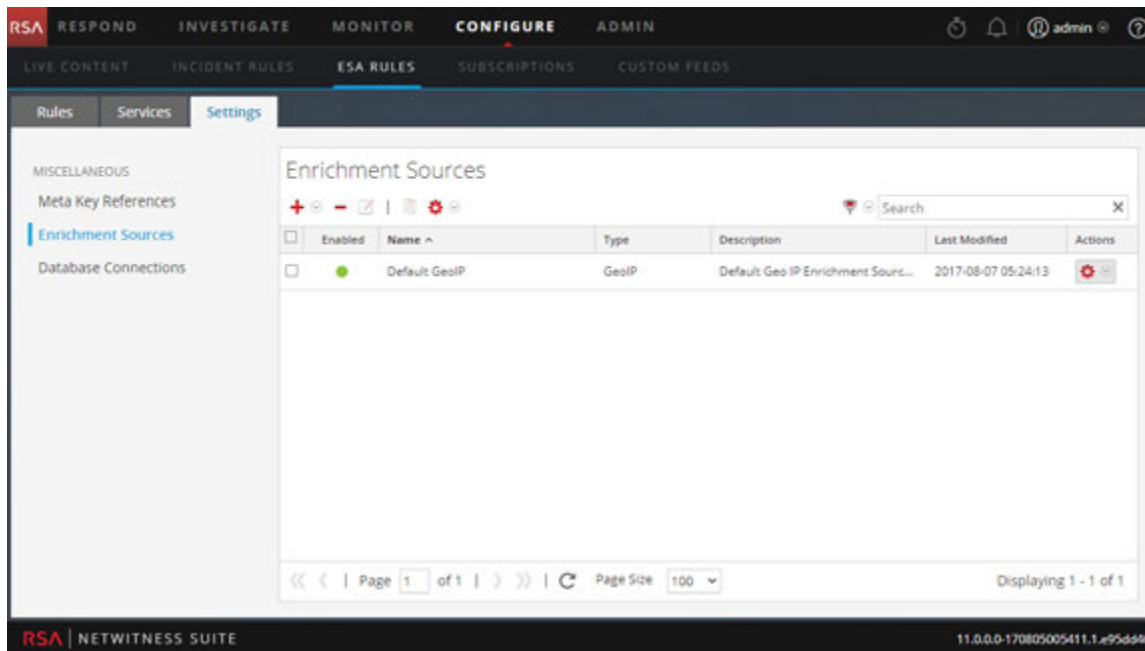 RSA RESPOND INVESTIGATE MONITOR CONFIGURE ADMIN admin
LIVE CONTENT INCIDENT RULES ESA RULES SUBSCRIPTIONS CUSTOM FEEDS
Rules Services Settings
MISCELLANEOUS
Meta Key References
Enrichment Sources
Database Connections
Enrichment Sources
Search
Enabled Name Type Description Last Modified Actions
Default GeoIP GeoIP Default Geo IP Enrichment Sourc... 2017-08-07 05:24:13
Page 1 of 1 Page Size 100 Displaying 1 - 1 of 1
RSA NETWITNESS SUITE 11.0.0.0-170805005411.1.e95dd4